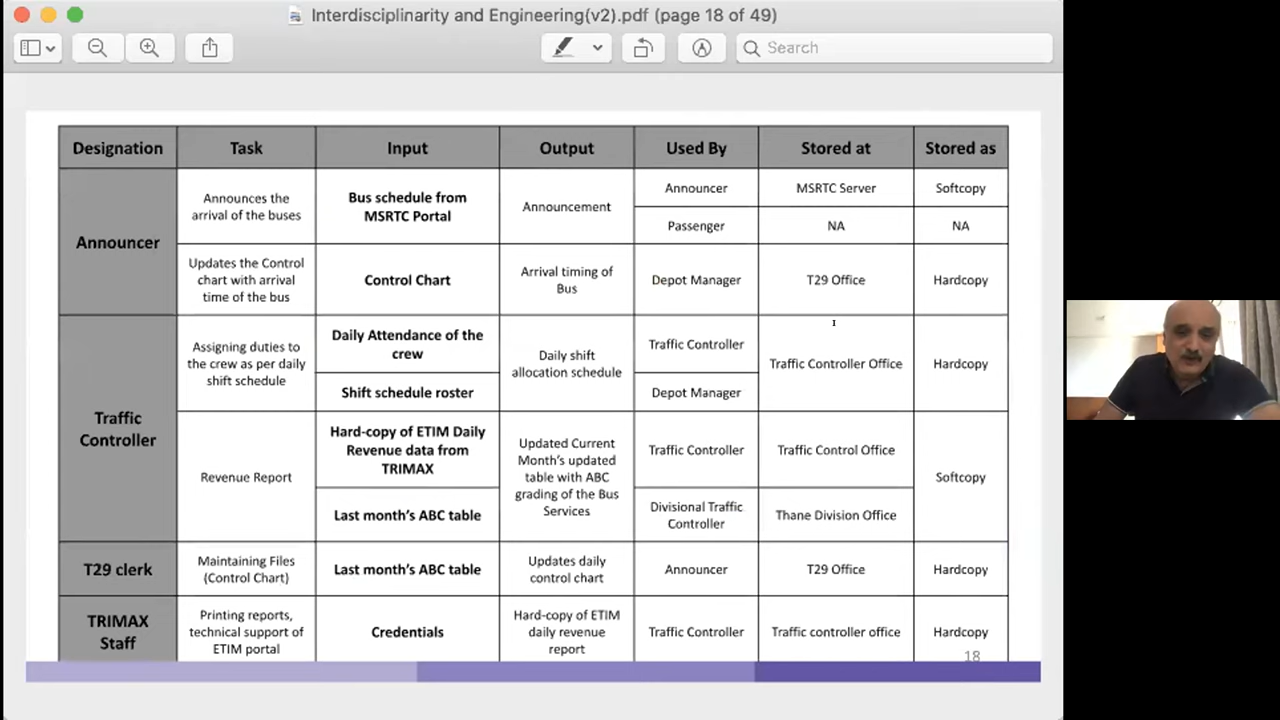 Interdisciplinarity and Engineering(v2).pdf (page 18 of 49)
Search
Designation Task Input Output Used By Stored at Stored as
Announcer
Announces the
arrival of the buses
Bus schedule from
MSRTC Portal
Announcement
Announcer
MSRTC Server
Softcopy
Passenger
NA
NA
Updates the Control
chart with arrival
time of the bus
Control Chart
Arrival timing of
Bus
Depot Manager
T29 Office
Hardcopy
Traffic
Controller
Assigning duties to
the crew as per daily
shift schedule
Daily Attendance of the
crew
Shift schedule roster
Daily shift
allocation schedule
Traffic Controller
Depot Manager
Traffic Controller Office
Hardcopy
Revenue Report
Hard-copy of ETIM Daily
Revenue data from
TRIMAX
Last month's ABC table
Updated Current
Month's updated
table with ABC
grading of the Bus
Services
Traffic Controller
Traffic Control Office
Divisional Traffic
Controller
Thane Division Office
Softcopy
T29 clerk
Maintaining Files
(Control Chart)
Last month's ABC table
Updates daily
control chart
Announcer
T29 Office
Hardcopy
TRIMAX
Staff
Printing reports,
technical support of
ETIM portal
Credentials
Hard-copy of ETIM
daily revenue
report
Traffic Controller
Traffic controller office
Hardcopy
18